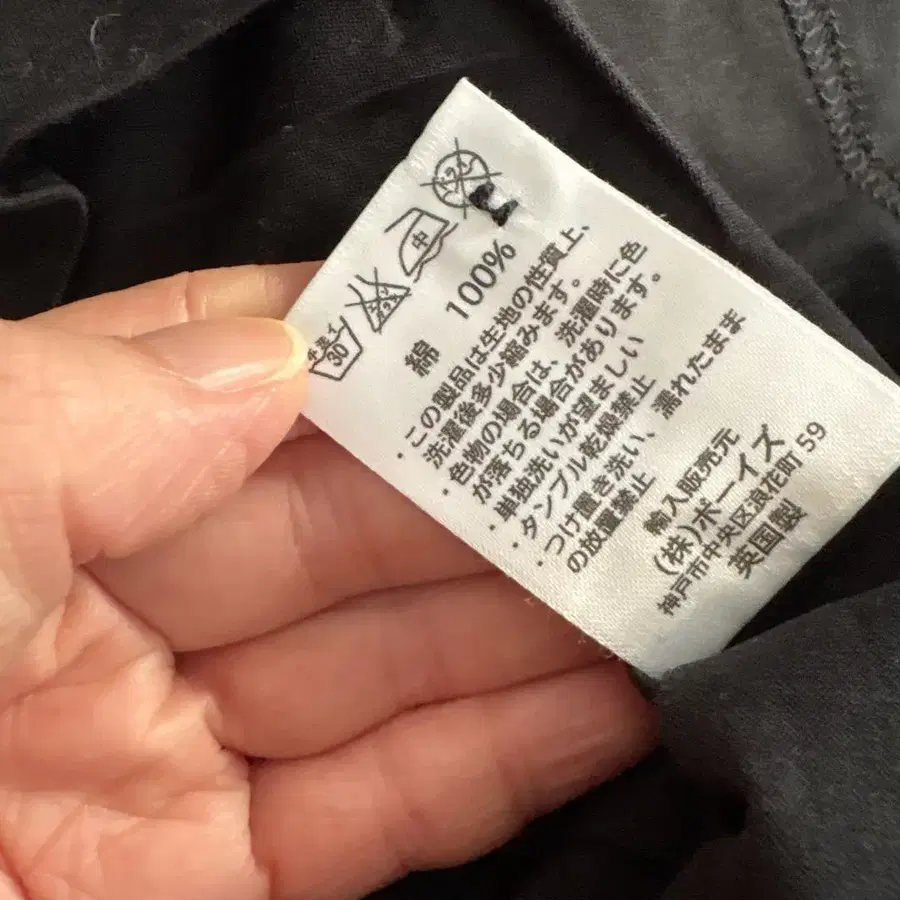 手洗イ
30
中
綿 100%
・この製品は生地の性質上、
洗濯後多少縮みます。
・色物の場合は、洗濯時に色
が落ちる場合があります。
単独洗いが望ましい
・タンブル乾燥禁止
・つけ置き洗い、濡れたまま
の放置禁止
輸入販売元
(株)ボーイズ
神戸市中央区浪花町59
英国製